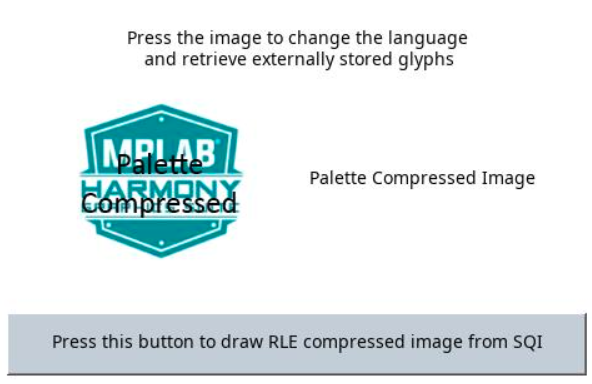 Press the image to change the language
and retrieve externally stored glyphs
MPLAB
Palette
HARMONY
Compressed
Palette Compressed Image
Press this button to draw RLE compressed image from SQI